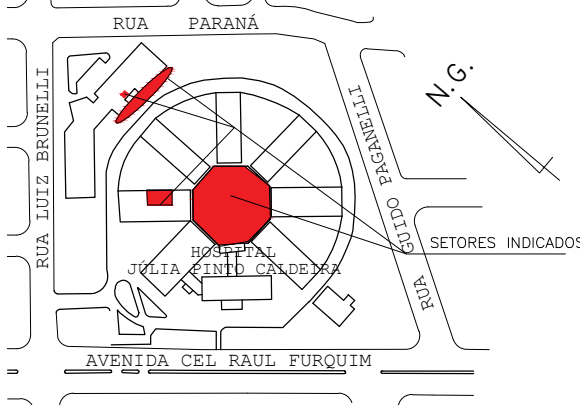 RUA PARANÁ
N.G.
RUA LUIZ BRUNELLI
RUA GUIDO PAGANELLI
SETORES INDICADOS
HOSPITAL
JÚLIA PINTO CALDEIRA
AVENIDA CEL RAUL FURQUIM